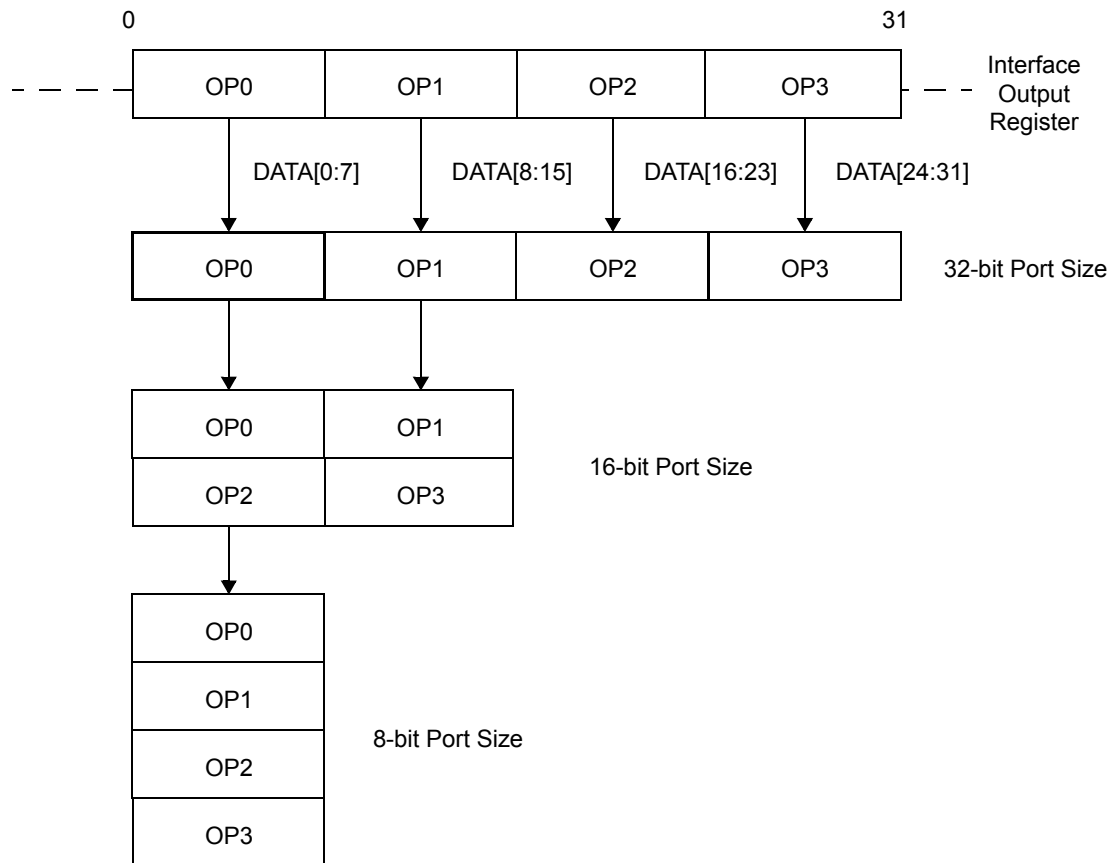 0 31
OP0 OP1 OP2 OP3
Interface
Output
Register
DATA[0:7] DATA[8:15] DATA[16:23] DATA[24:31]
OP0 OP1 OP2 OP3 32-bit Port Size
OP0 OP1
16-bit Port Size
OP2 OP3
OP0
OP1
8-bit Port Size
OP2
OP3